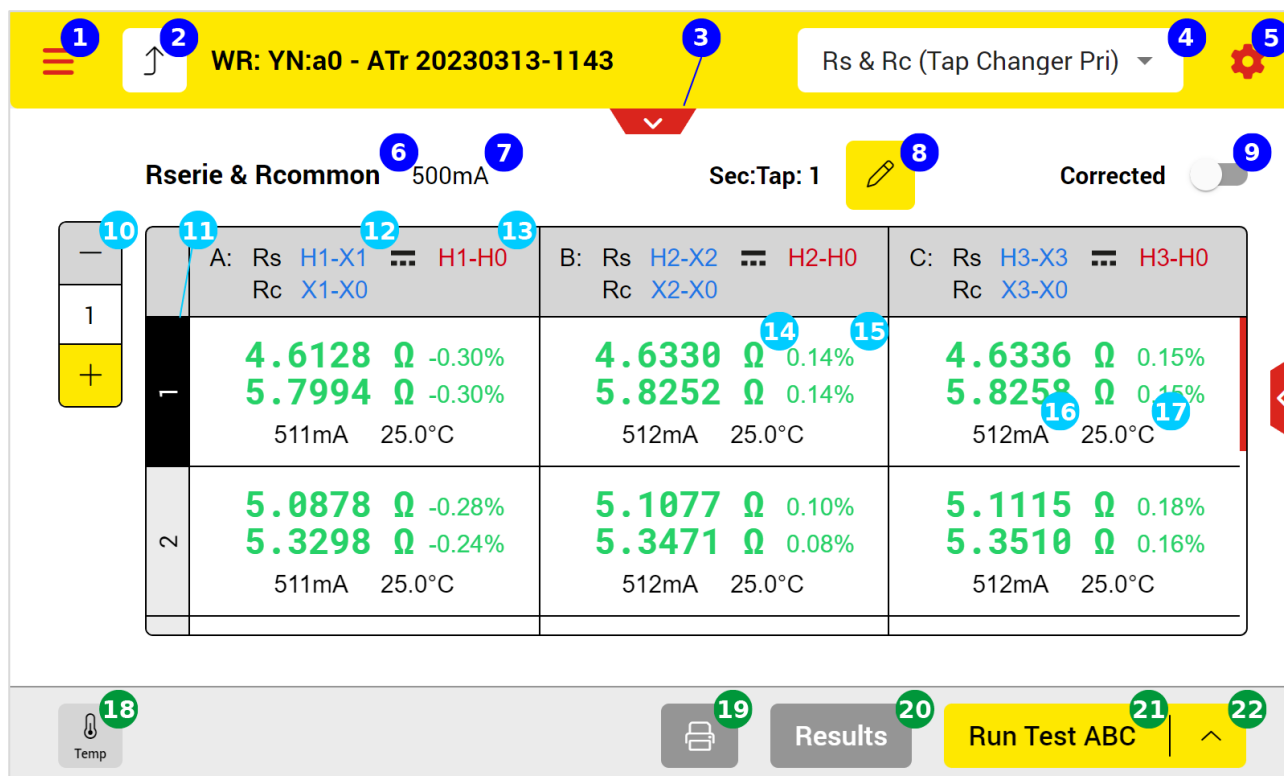 1 2 WR: YN:a0 - ATr 20230313-1143 3 Rs & Rc (Tap Changer Pri) 4 5
Rserie & Rcommon 6 500mA 7 Sec:Tap: 1 8 Corrected 9
10 11 12 13
A: Rs H1-X1 H1-H0 B: Rs H2-X2 H2-H0 C: Rs H3-X3 H3-H0
Rc X1-X0 Rc X2-X0 Rc X3-X0
−
1
+
14 15
1 4.6128 Ω -0.30% 4.6330 Ω 0.14% 4.6336 Ω 0.15%
5.7994 Ω -0.30% 5.8252 Ω 0.14% 5.8258 Ω 0.15%
16 17
511mA 25.0°C 512mA 25.0°C 512mA 25.0°C
2 5.0878 Ω -0.28% 5.1077 Ω 0.10% 5.1115 Ω 0.18%
5.3298 Ω -0.24% 5.3471 Ω 0.08% 5.3510 Ω 0.16%
511mA 25.0°C 512mA 25.0°C 512mA 25.0°C
18 19 20 21 22
Temp Results Run Test ABC